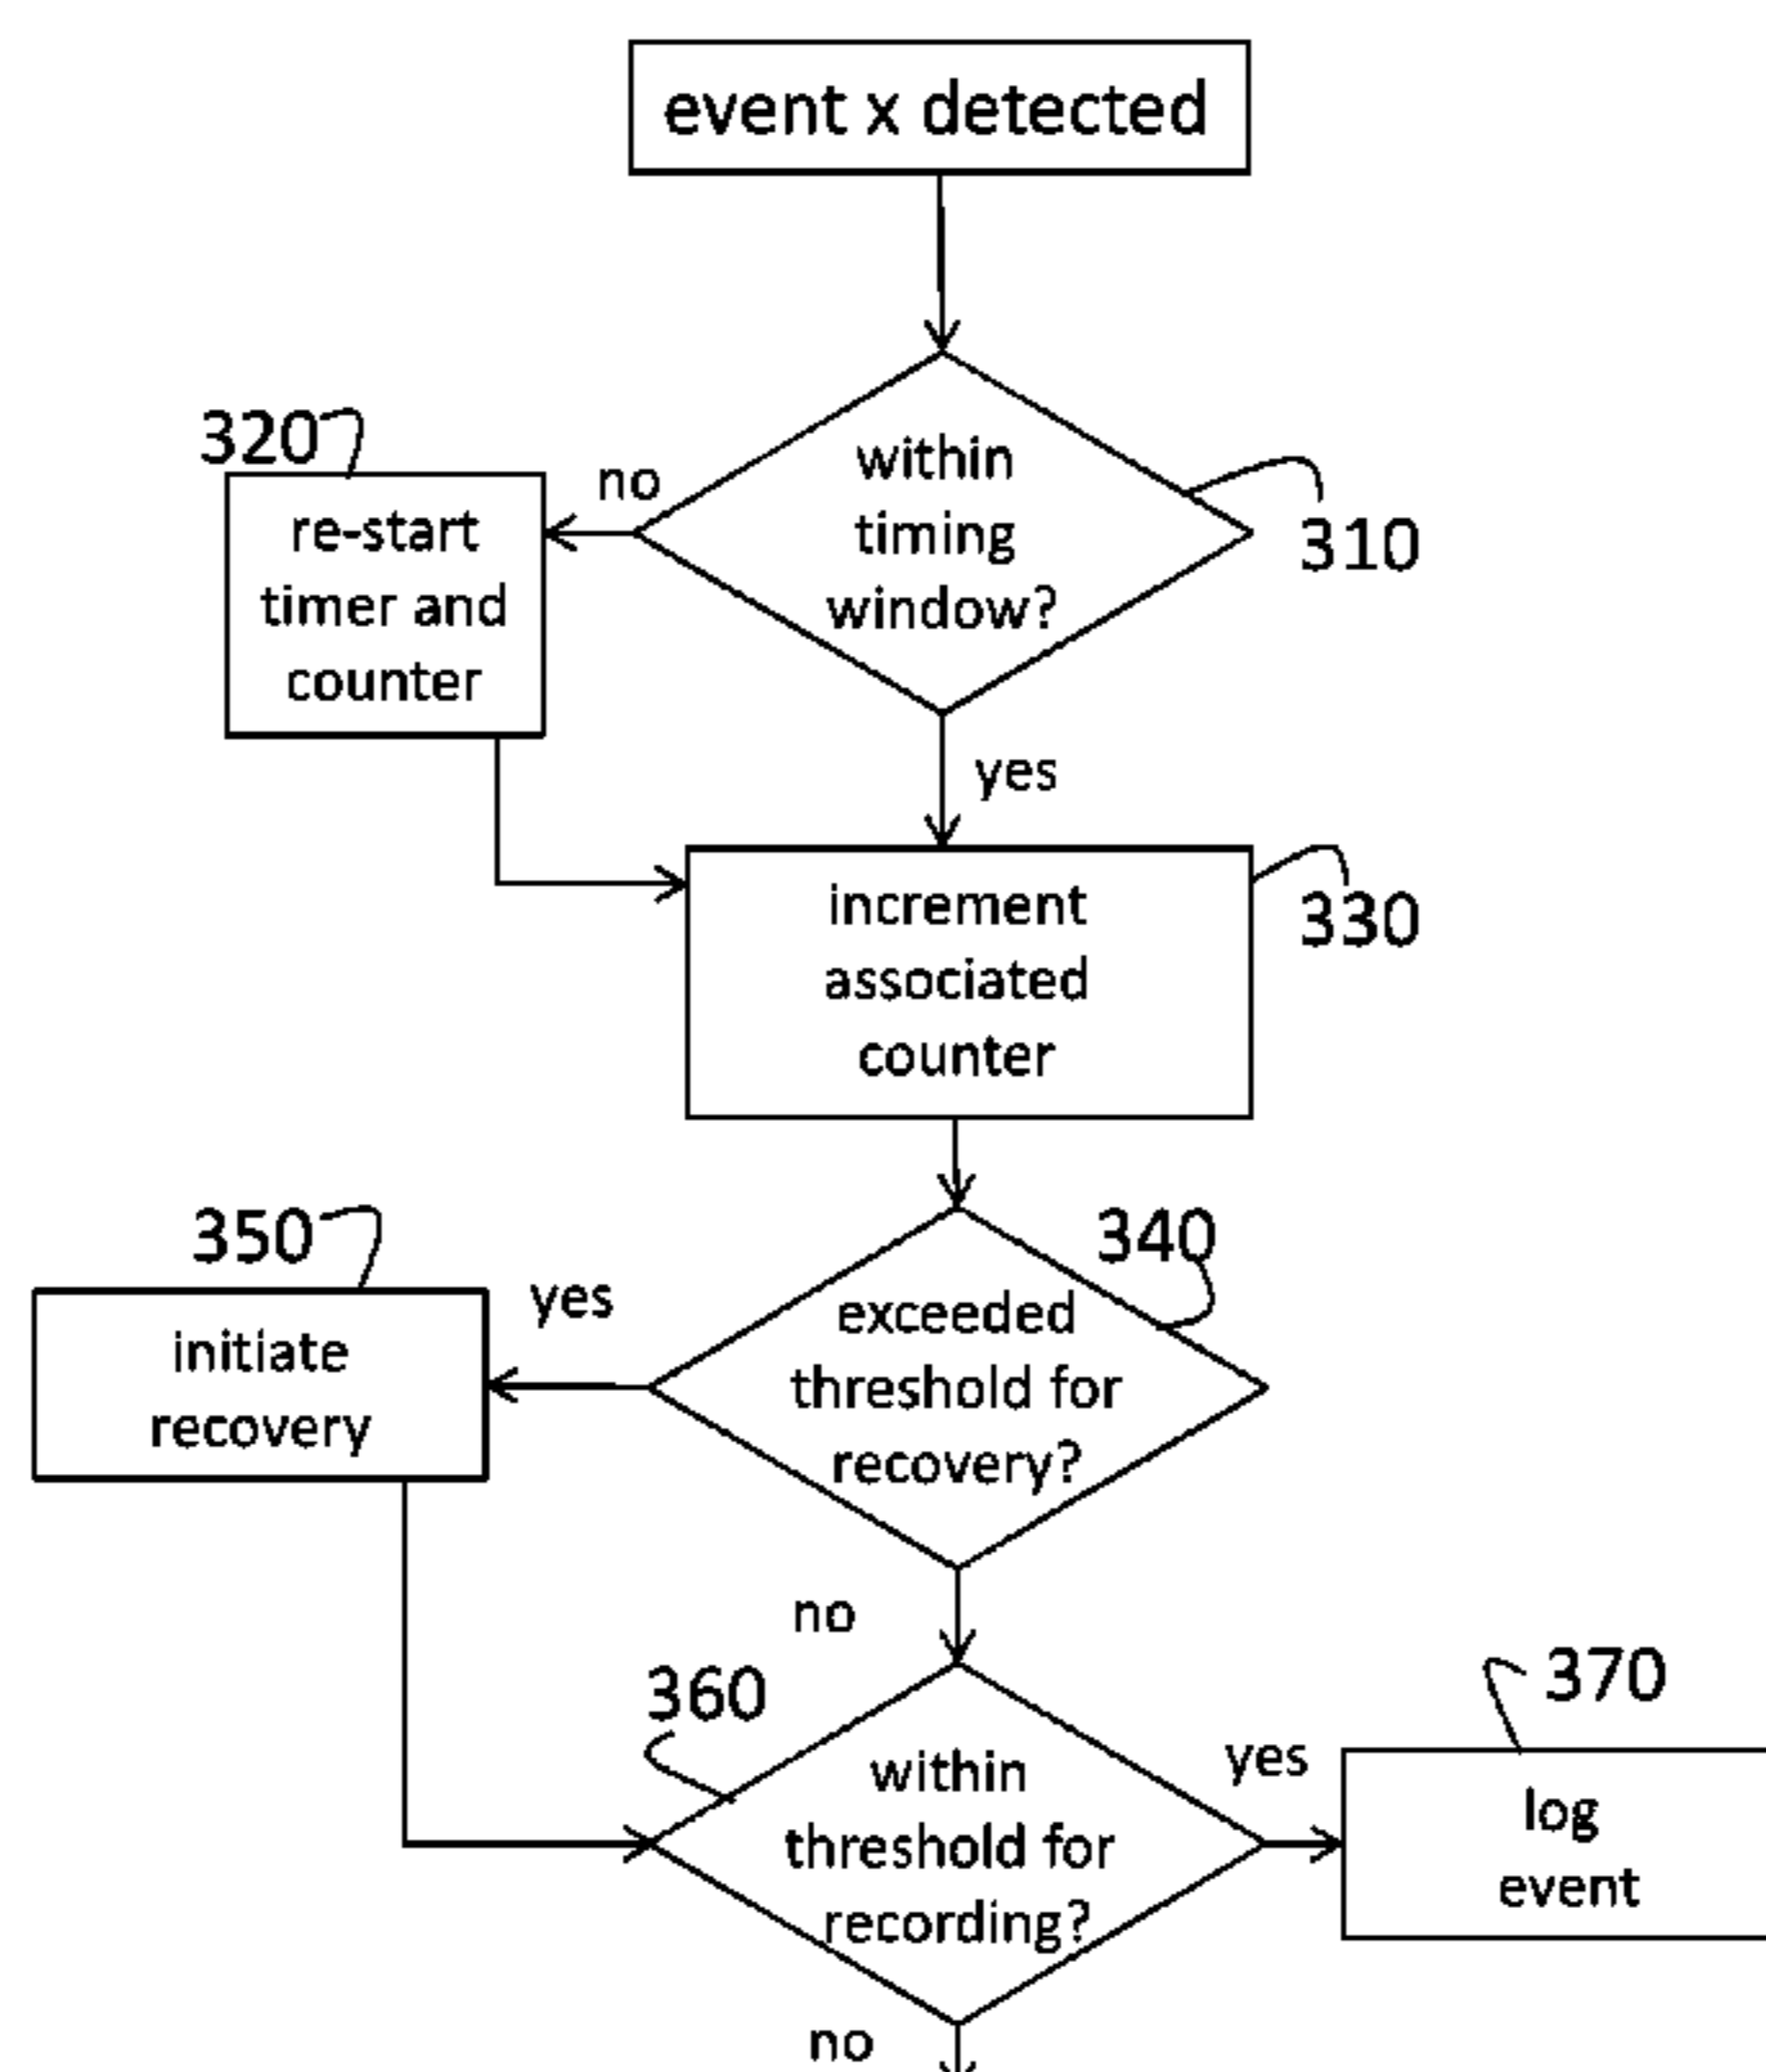 event x detected
within
timing
window?
310
no
320
re-start
timer and
counter
yes
increment
associated
counter
330
exceeded
threshold for
recovery?
340
yes
350
initiate
recovery
no
within
threshold for
recording?
360
yes
370
log
event
no